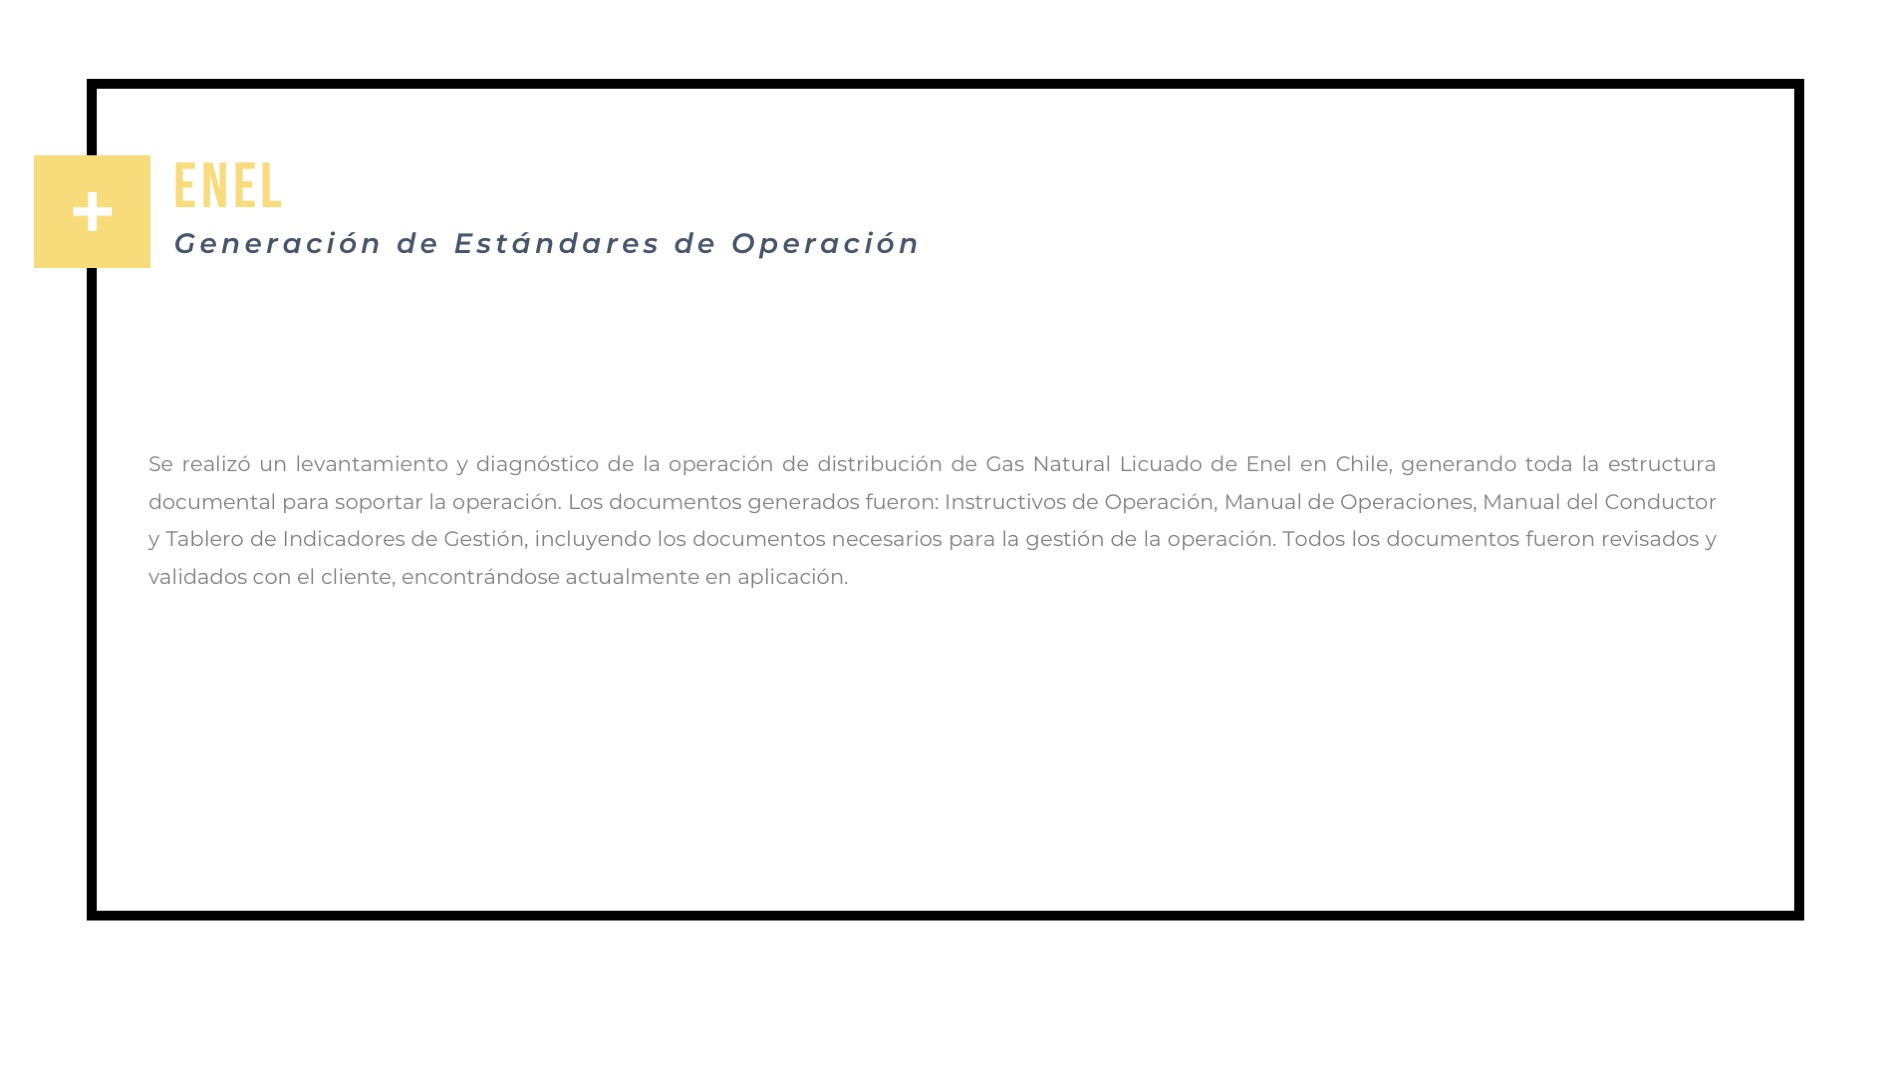 +
ENEL
Generación de Estándares de Operación
Se realizó un levantamiento y diagnóstico de la operación de distribución de Gas Natural Licuado de Enel en Chile, generando toda la estructura
documental para soportar la operación. Los documentos generados fueron: Instructivos de Operación, Manual de Operaciones, Manual del Conductor
y Tablero de Indicadores de Gestión, incluyendo los documentos necesarios para la gestión de la operación. Todos los documentos fueron revisados y
validados con el cliente, encontrándose actualmente en aplicación.